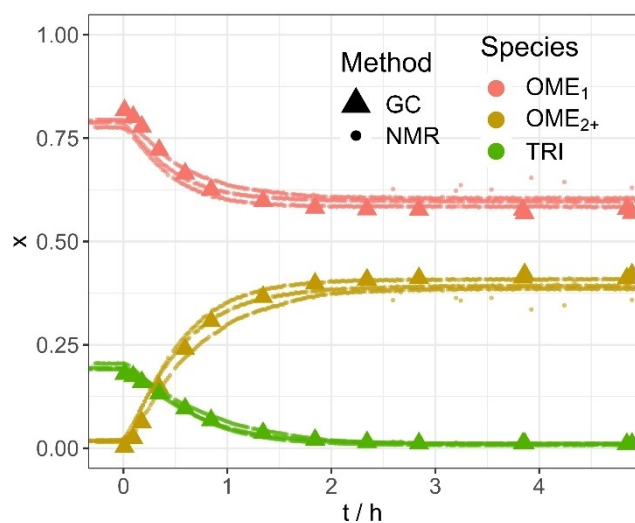 1.00
0.75
0.50
0.25
0.00
x
0
1
2
3
4
t / h
Method
GC
NMR
Species
OME₁
OME₂₊
TRI